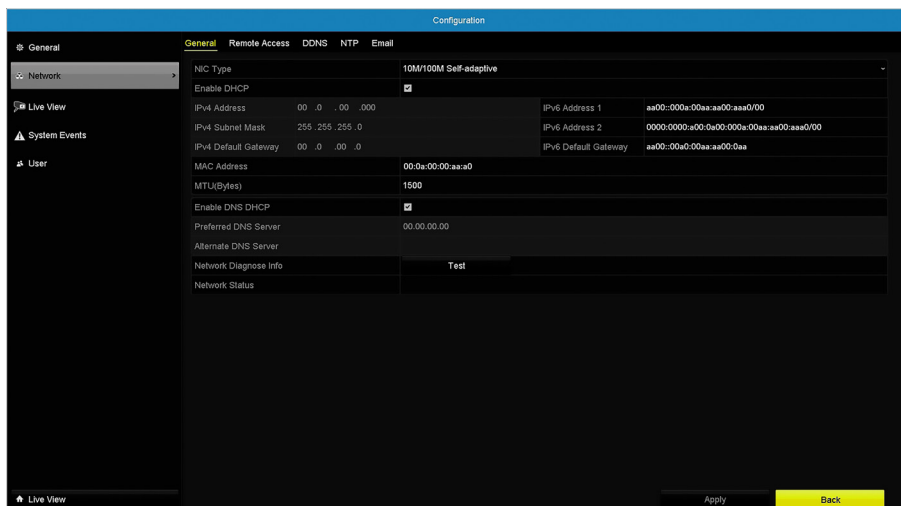 Configuration
General
Network
Live View
System Events
User
Live View
General Remote Access DDNS NTP Email
NIC Type 10M/100M Self-adaptive
Enable DHCP
IPv4 Address 00 .0 .00 .000 IPv6 Address 1 aa00::000a:00aa:aa00:aaa0/00
IPv4 Subnet Mask 255 .255 .255 .0 IPv6 Address 2 0000:0000:a00:0a00:000a:00aa:aa00:aaa0/00
IPv4 Default Gateway 00 .0 .00 .0 IPv6 Default Gateway aa00::00a0:00aa:aa00:0aa
MAC Address 00:0a:00:00:aa:a0
MTU(Bytes) 1500
Enable DNS DHCP
Preferred DNS Server 00.00.00.00
Alternate DNS Server
Network Diagnose Info Test
Network Status
Apply Back